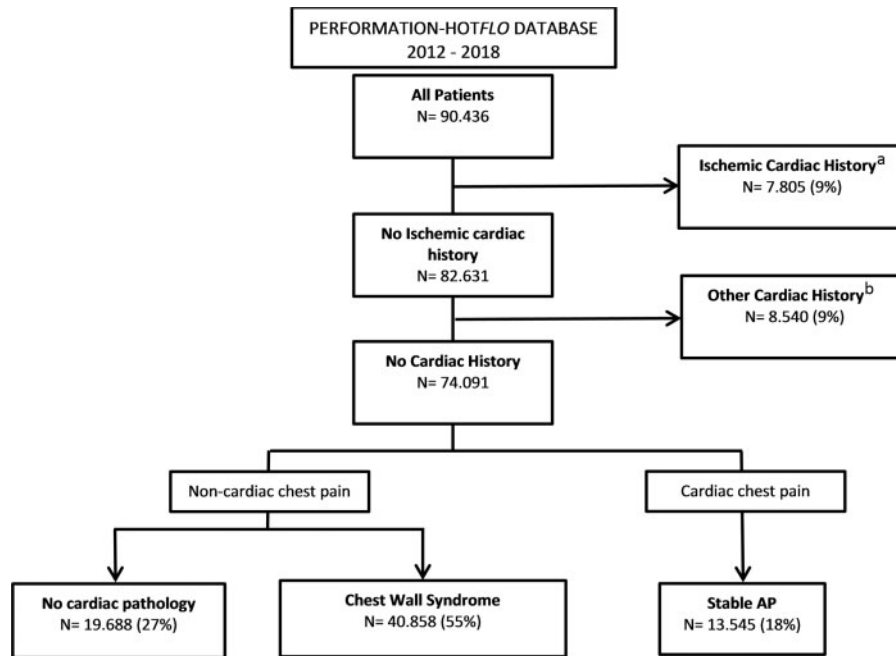 PERFORMATION-HOTFLO DATABASE
2012 - 2018
All Patients
N= 90.436
Ischemic Cardiac Historyᵃ
N= 7.805 (9%)
No Ischemic cardiac
history
N= 82.631
Other Cardiac Historyᵇ
N= 8.540 (9%)
No Cardiac History
N= 74.091
Non-cardiac chest pain
Cardiac chest pain
No cardiac pathology
N= 19.688 (27%)
Chest Wall Syndrome
N= 40.858 (55%)
Stable AP
N= 13.545 (18%)